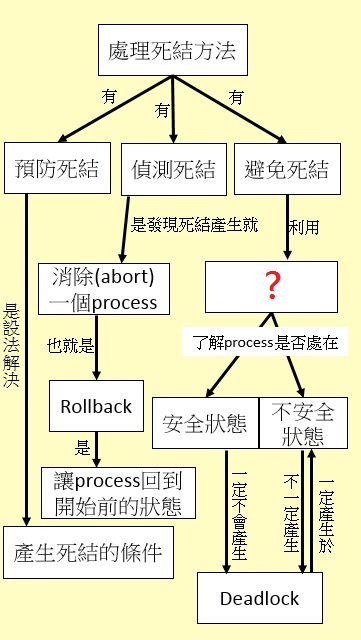 處理死結方法
有
有
有
預防死結
偵測死結
避免死結
是發現死結產生就
利用
消除(abort)
一個process
?
是設法解決
也就是
了解process是否處在
Rollback
安全狀態
不安全
狀態
是
讓process回到
開始前的狀態
一定不會產生
不一定產生
一定產生於
產生死結的條件
Deadlock